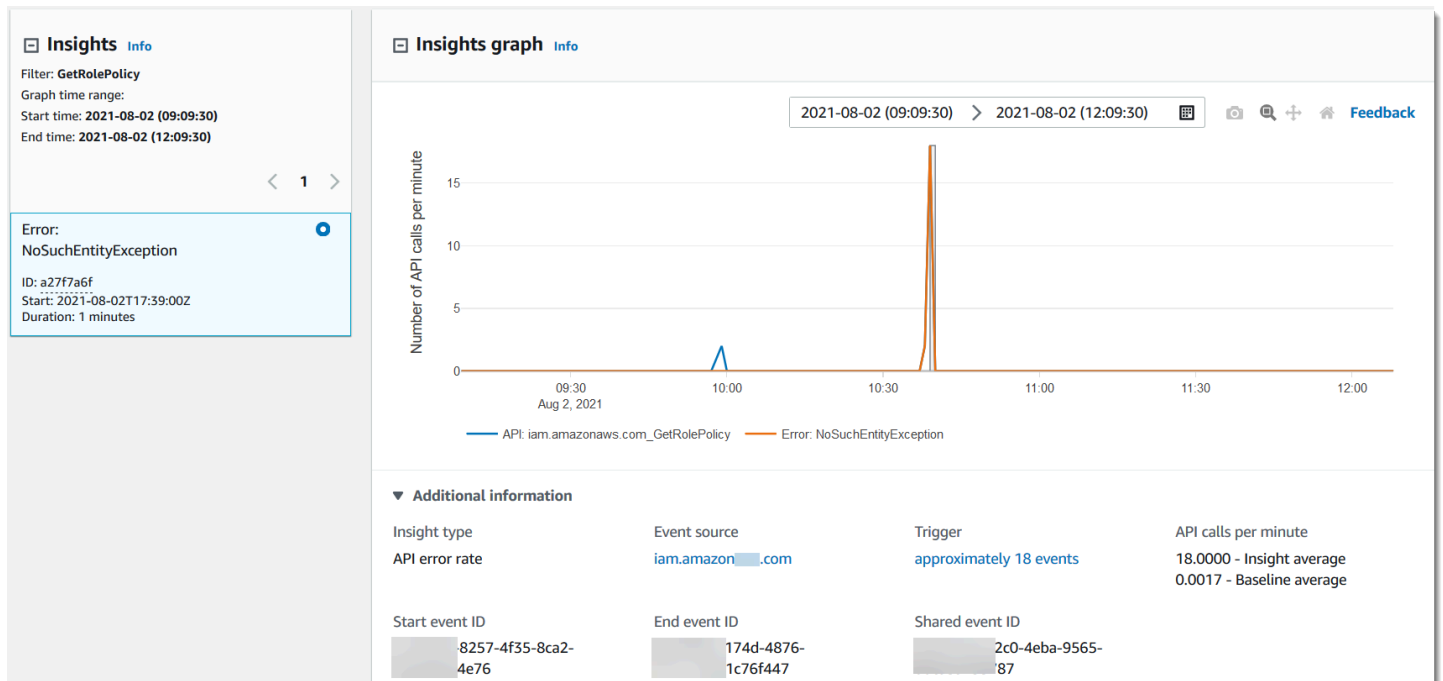 Insights Info
Filter: GetRolePolicy
Graph time range:
Start time: 2021-08-02 (09:09:30)
End time: 2021-08-02 (12:09:30)
1
Error:
NoSuchEntityException
ID: a27f7a6f
Start: 2021-08-02T17:39:00Z
Duration: 1 minutes
Insights graph Info
2021-08-02 (09:09:30) 2021-08-02 (12:09:30) Feedback
Number of API calls per minute
15
10
5
0
09:30 10:00 10:30 11:00 11:30 12:00
Aug 2, 2021
API: iam.amazonaws.com_GetRolePolicy Error: NoSuchEntityException
Additional information
Insight type Event source Trigger API calls per minute
API error rate iam.amazon .com approximately 18 events 18.0000 - Insight average
0.0017 - Baseline average
Start event ID End event ID Shared event ID
-8257-4f35-8ca2- 174d-4876- 2c0-4eba-9565-
4e76 1c76f447 87